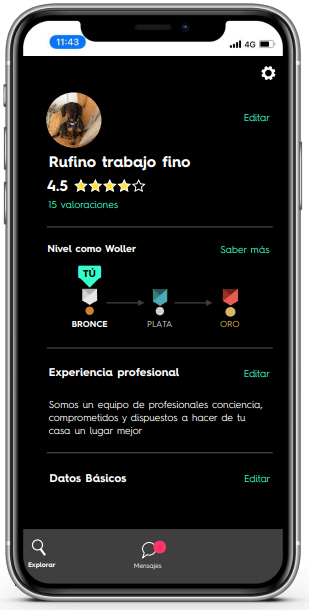 11:43
4G
Editar
Rufino trabajo fino
4.5
15 valoraciones
Nivel como Woller
Saber más
TÚ
BRONCE
PLATA
ORO
Experiencia profesional
Editar
Somos un equipo de profesionales conciencia,
comprometidos y dispuestos a hacer de tu
casa un lugar mejor
Datos Básicos
Editar
Explorar
Mensajes